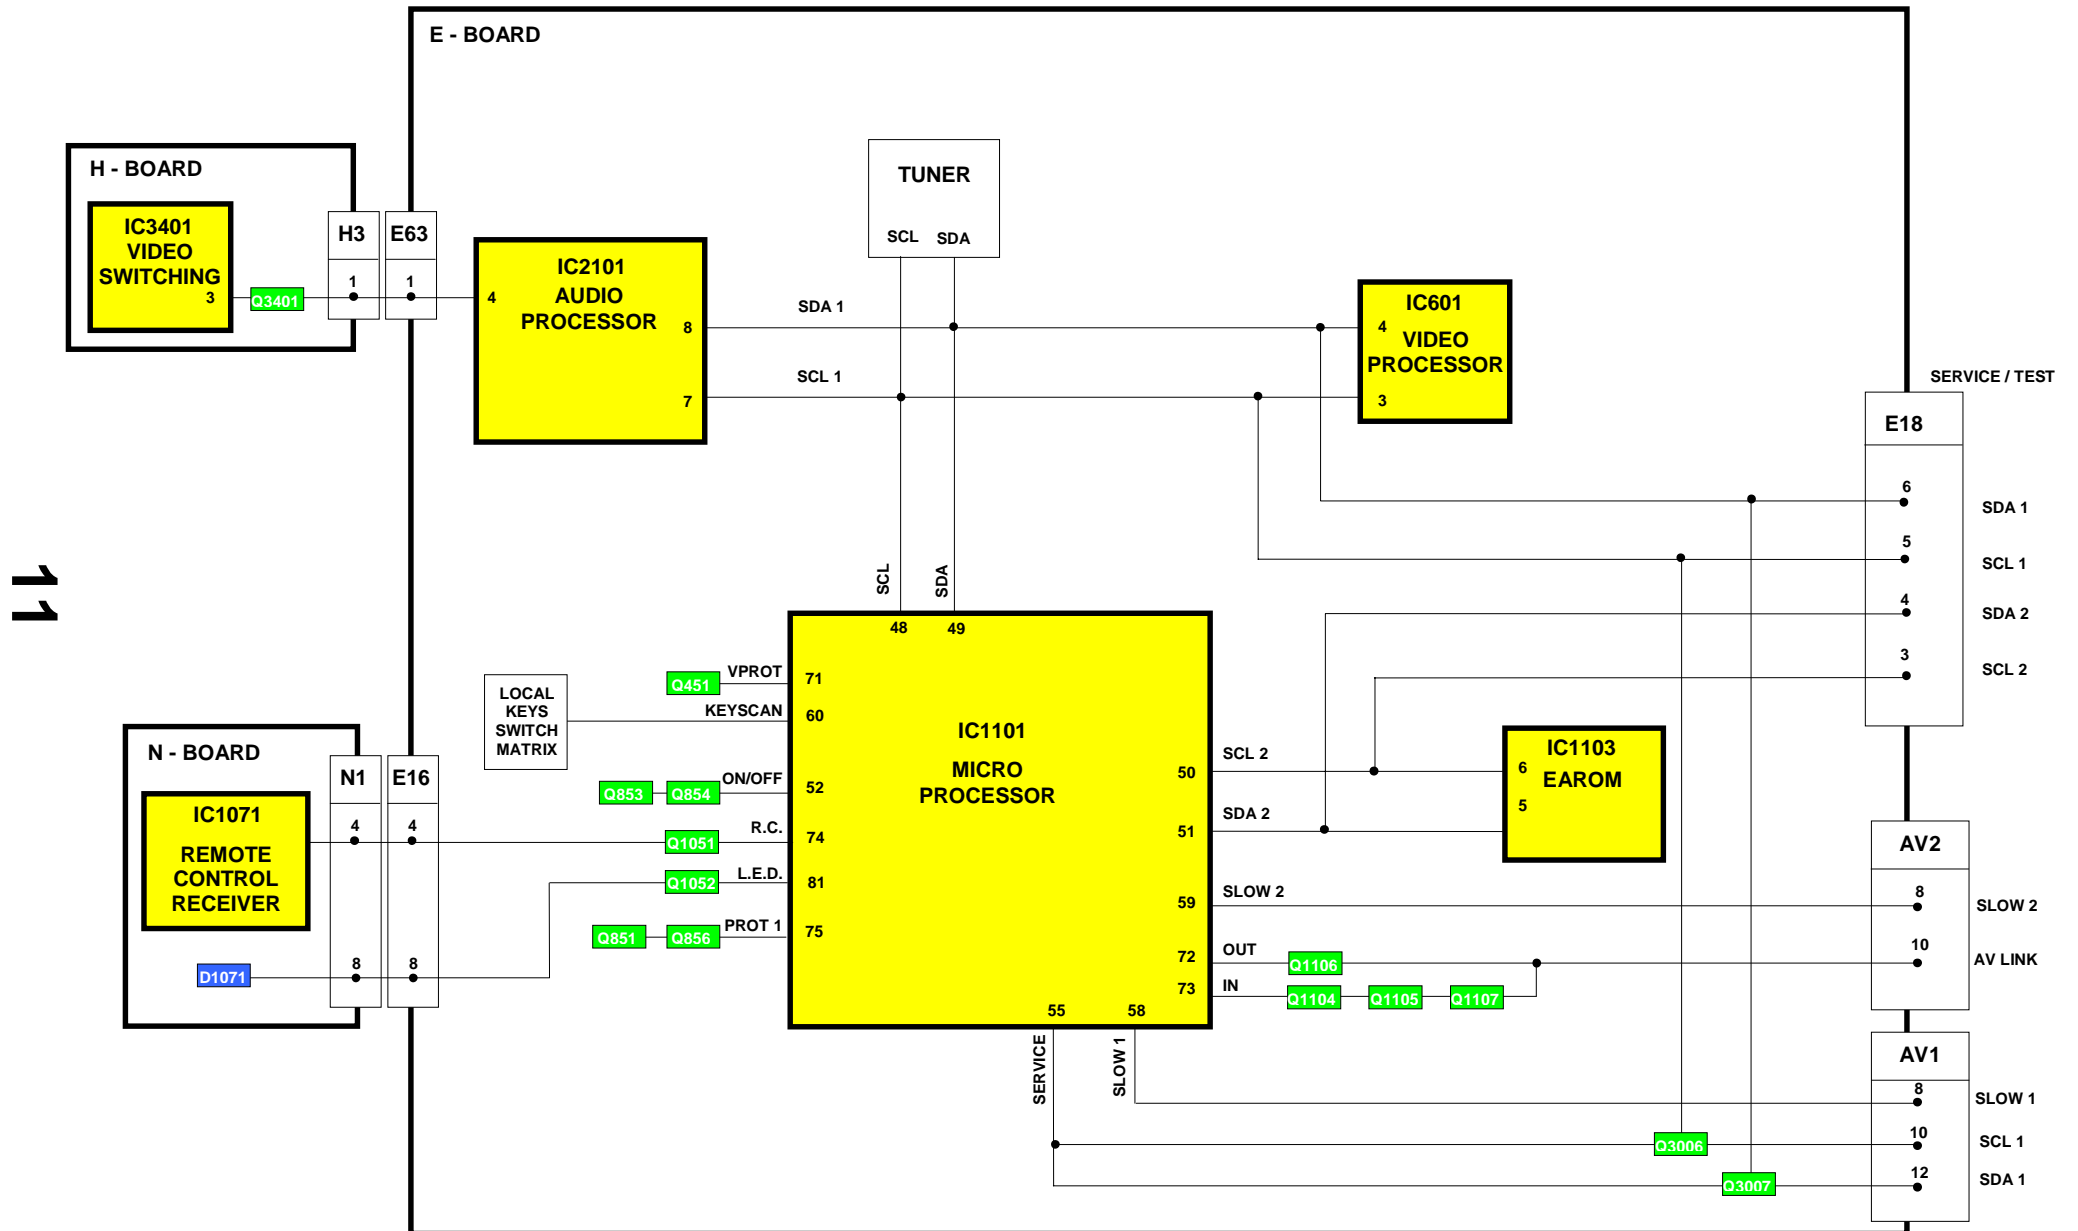 E - BOARD
H - BOARD
IC3401
VIDEO
SWITCHING
3
Q3401
H3
1
E63
1
IC2101
AUDIO
PROCESSOR
4
8
7
TUNER
SCL SDA
SDA 1
SCL 1
IC601
VIDEO
PROCESSOR
4
3
SERVICE / TEST
E18
6
SDA 1
5
SCL 1
4
SDA 2
3
SCL 2
11
SCL
SDA
48 49
IC1101
MICRO
PROCESSOR
LOCAL
KEYS
SWITCH
MATRIX
Q451
VPROT
71
KEYSCAN
60
Q853
Q854
ON/OFF
52
Q1051
R.C.
74
Q1052
L.E.D.
81
Q851
Q856
PROT 1
75
N - BOARD
IC1071
REMOTE
CONTROL
RECEIVER
D1071
N1
4
8
E16
4
8
50
SCL 2
51
SDA 2
IC1103
EAROM
6
5
59
SLOW 2
72
OUT
Q1106
73
IN
Q1104
Q1105
Q1107
55 58
SERVICE
SLOW 1
AV2
8
SLOW 2
10
AV LINK
AV1
8
SLOW 1
10
SCL 1
12
SDA 1
Q3006
Q3007